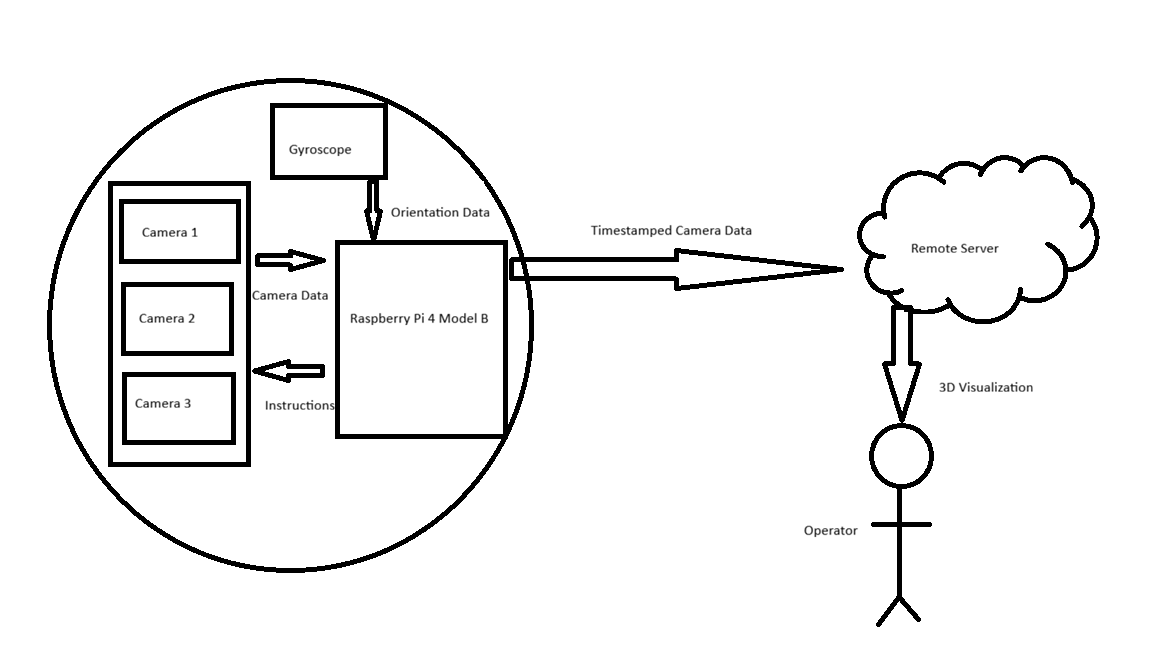 Gyroscope
Orientation Data
Camera 1
Camera Data
Camera 2
Raspberry Pi 4 Model B
Camera 3
Instructions
Timestamped Camera Data
Remote Server
3D Visualization
Operator